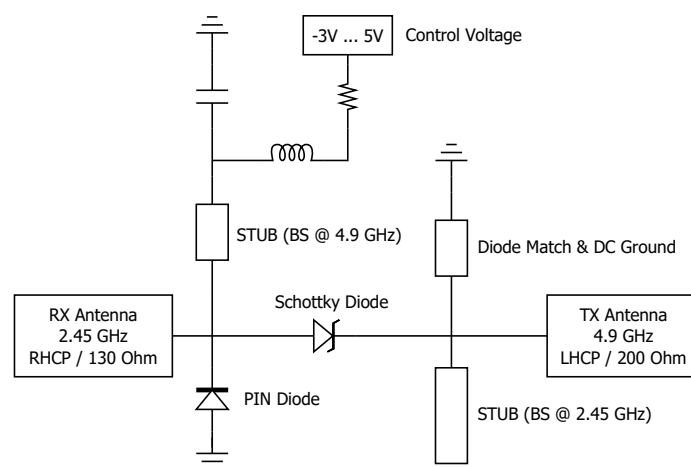 -3V ... 5V
Control Voltage
STUB (BS @ 4.9 GHz)
Diode Match & DC Ground
Schottky Diode
RX Antenna
2.45 GHz
RHCP / 130 Ohm
TX Antenna
4.9 GHz
LHCP / 200 Ohm
PIN Diode
STUB (BS @ 2.45 GHz)